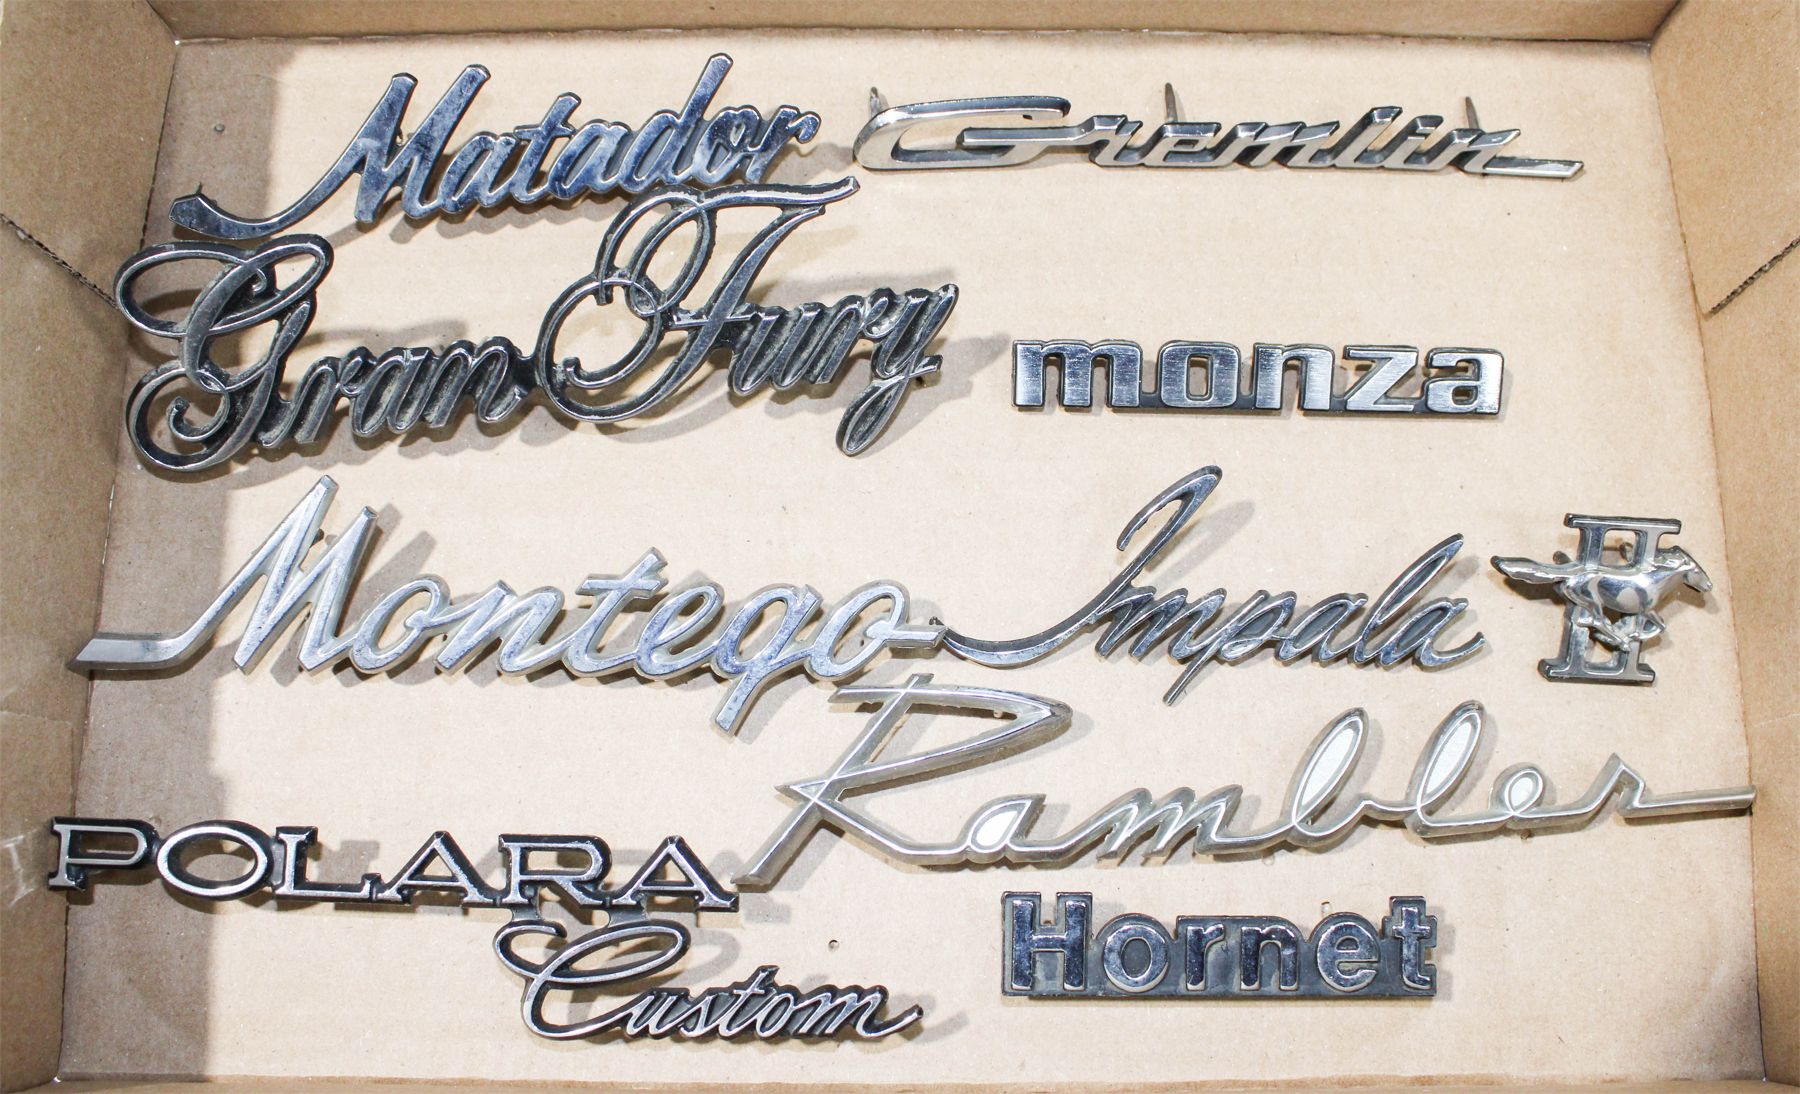 Matador
Gremlin
Gran Fury
monza
Montego
Impala
II
Rambler
POLARA
Custom
Hornet